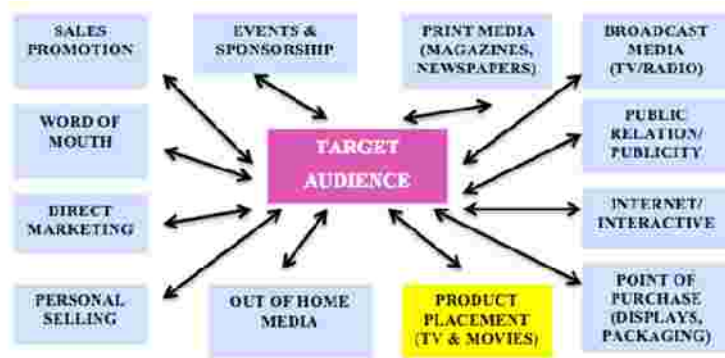 SALES
PROMOTION
EVENTS &
SPONSORSHIP
PRINT MEDIA
(MAGAZINES,
NEWSPAPERS)
BROADCAST
MEDIA
(TV/RADIO)
WORD OF
MOUTH
TARGET
AUDIENCE
PUBLIC
RELATION/
PUBLICITY
DIRECT
MARKETING
INTERNET/
INTERACTIVE
PERSONAL
SELLING
OUT OF HOME
MEDIA
PRODUCT
PLACEMENT
(TV & MOVIES)
POINT OF
PURCHASE
(DISPLAYS,
PACKAGING)